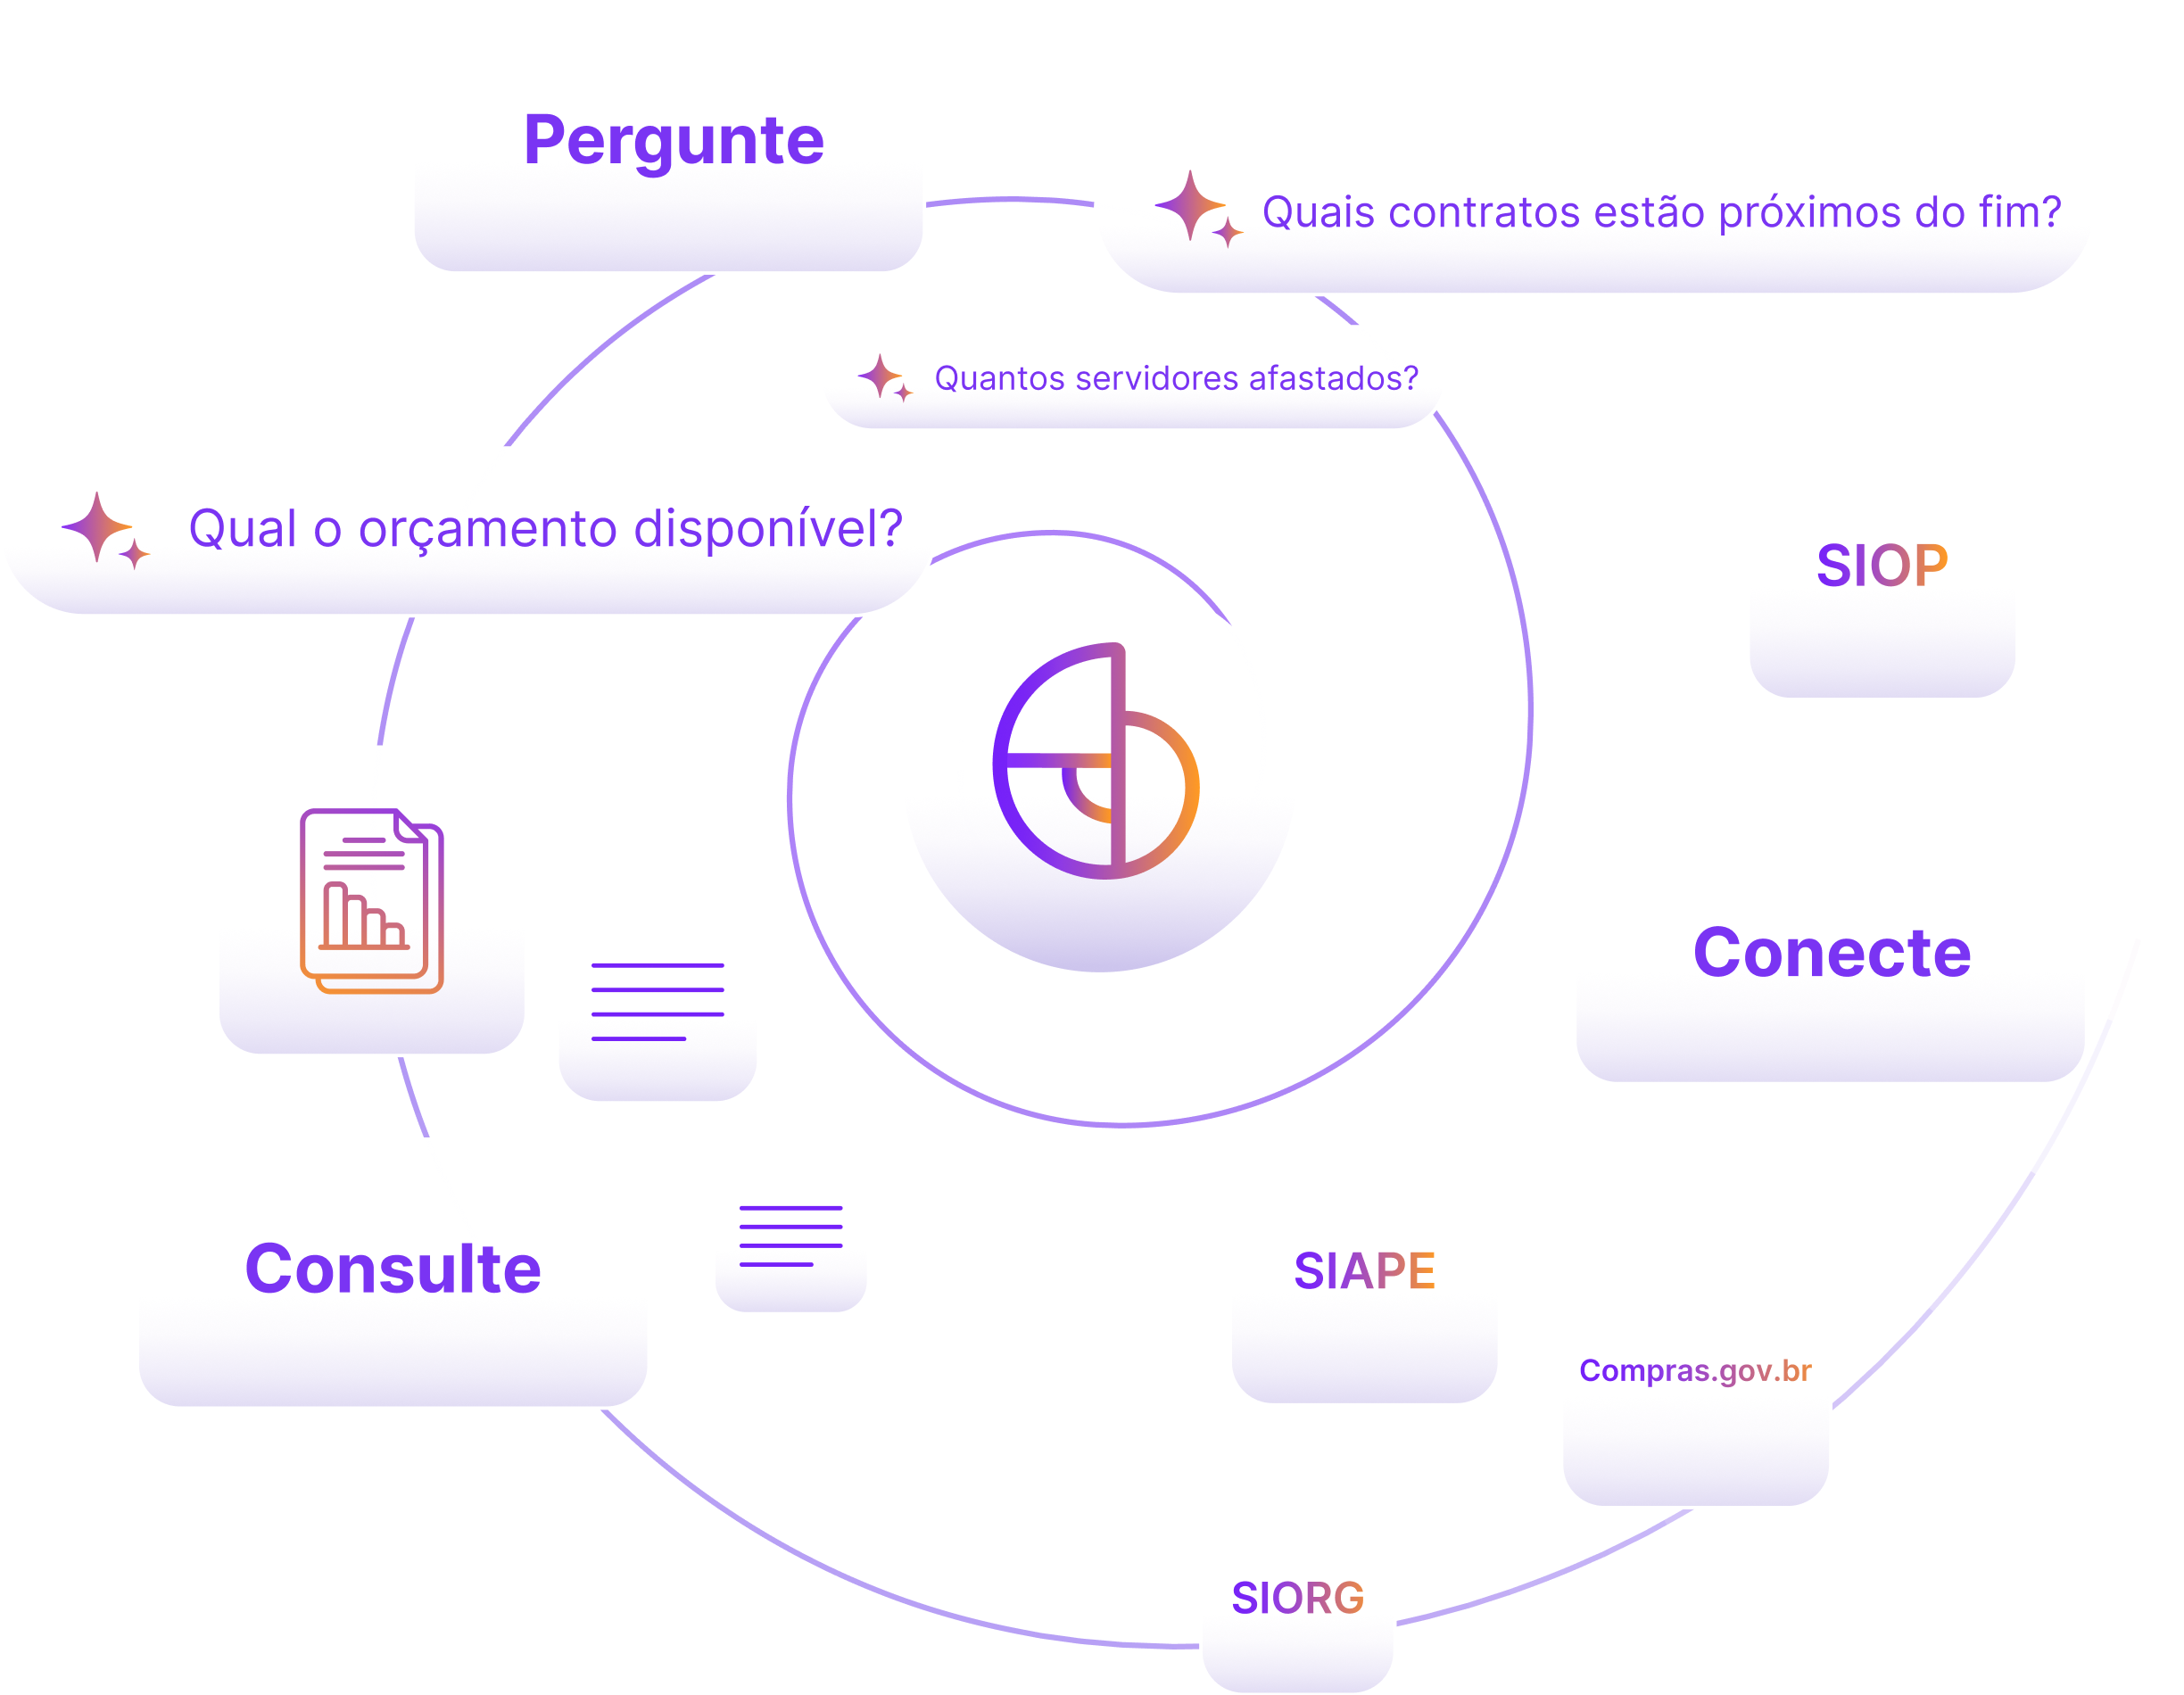 Pergunte
Quais contratos estão próximos do fim?
Quantos servidores afastados?
Qual o orçamento disponível?
SIOP
Conecte
Consulte
SIAPE
Compras.gov.br
SIORG